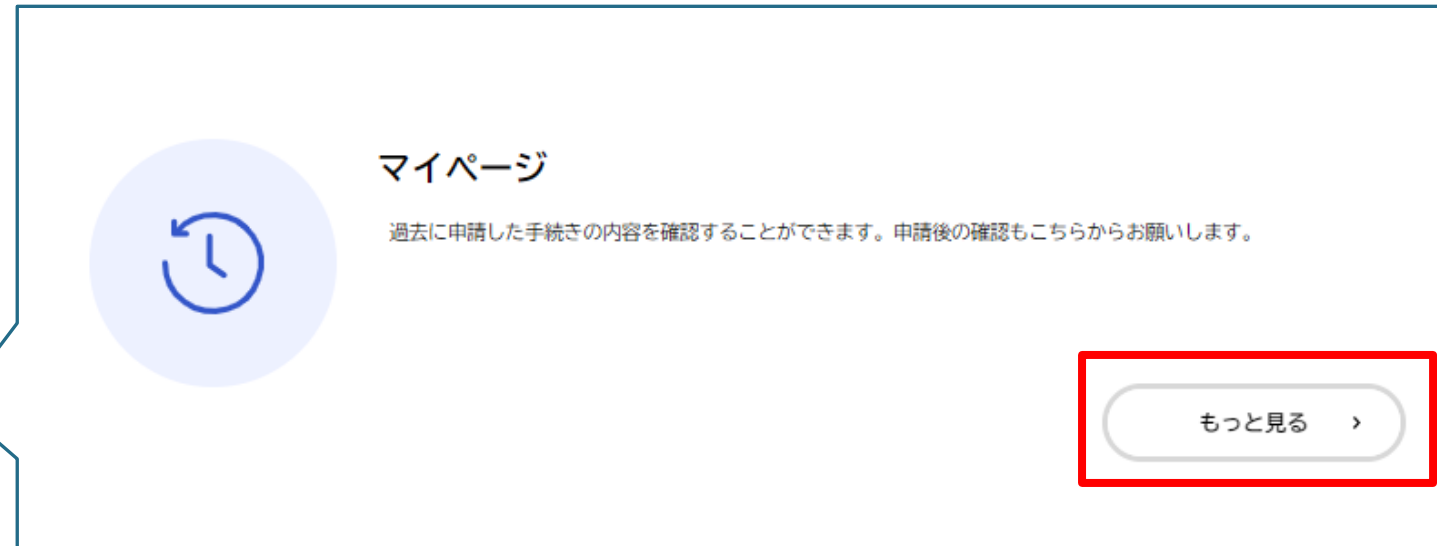 マイページ
過去に申請した手続きの内容を確認することができます。申請後の確認もこちらからお願いします。
もっと見る